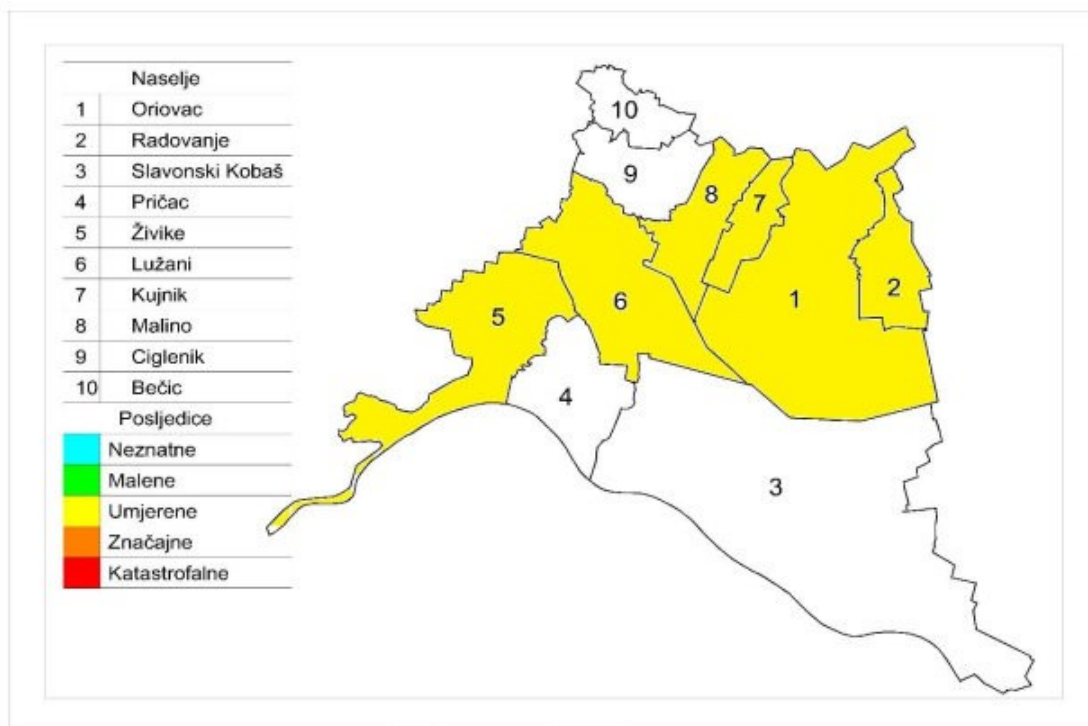 Naselje
1 Oriovac
2 Radovanje
3 Slavonski Kobaš
4 Pričac
5 Živike
6 Lužani
7 Kujnik
8 Malino
9 Ciglenik
10 Bečic
Posljedice
Neznatne
Malene
Umjerene
Značajne
Katastrofalne
10
9
8
7
2
1
6
5
4
3